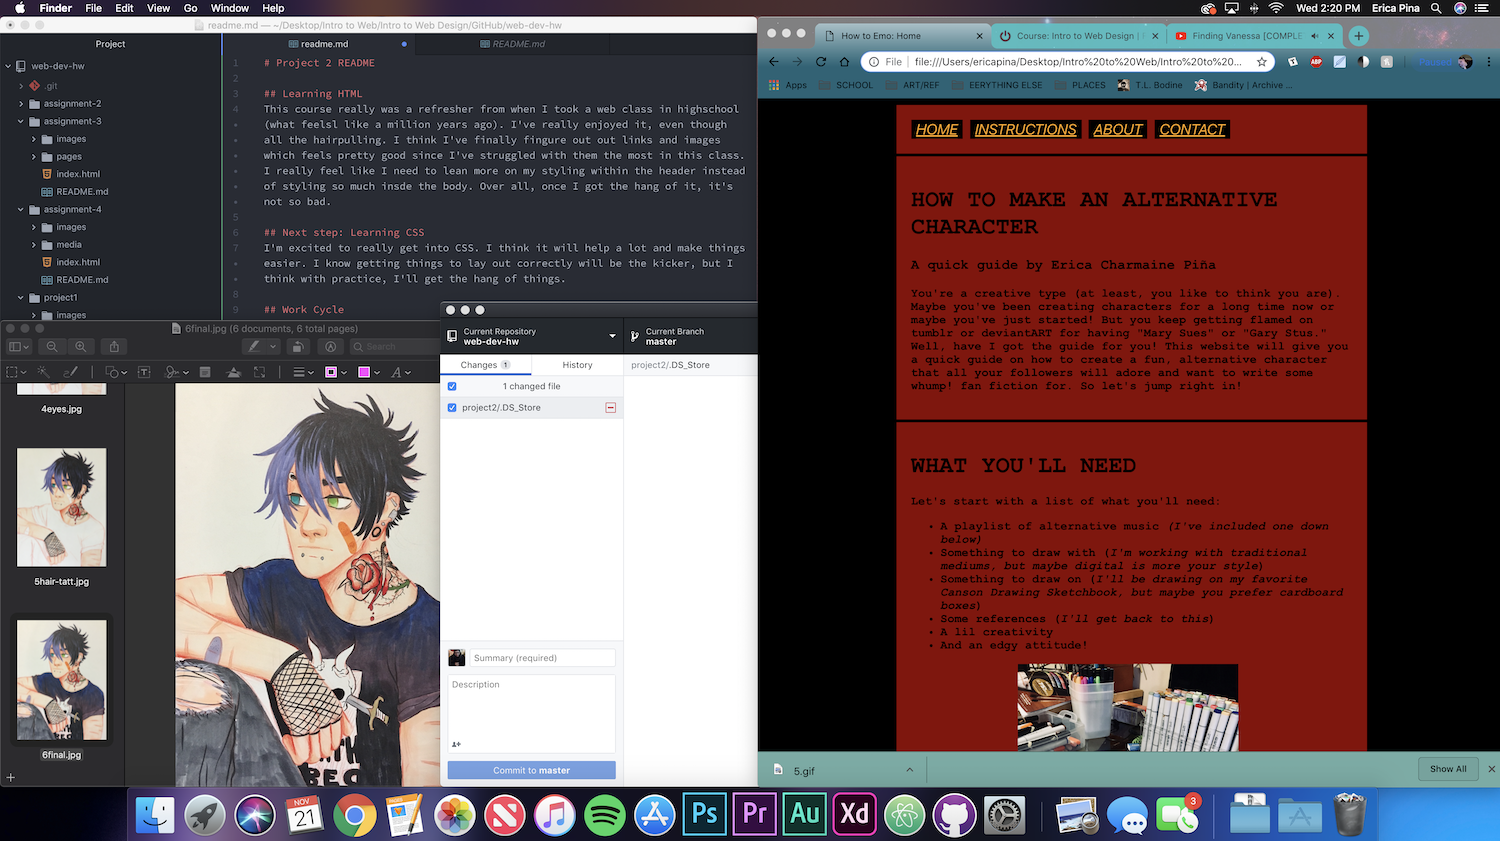 Finder File Edit View Go Window Help
Wed 2:20 PM Erica Pina
readme.md — ~/Desktop/Intro to Web/Intro to Web Design/GitHub/web-dev-hw
Project
readme.md
README.md
web-dev-hw
.git
assignment-2
assignment-3
images
pages
index.html
README.md
assignment-4
images
media
index.html
README.md
project1
images
1 # Project 2 README
2
3 ## Learning HTML
4 This course really was a refresher from when I took a web class in highschool
(what feelsl like a million years ago). I've really enjoyed it, even though
all the hairpulling. I think I've finally fingure out out links and images
which feels pretty good since I've struggled with them the most in this class.
I really feel like I need to lean more on my styling within the header instead
of styling so much insde the body. Over all, once I got the hang of it, it's
not so bad.
5
6 ## Next step: Learning CSS
7 I'm excited to really get into CSS. I think it will help a lot and make things
easier. I know getting things to lay out correctly will be the kicker, but I
think with practice, I'll get the hang of things.
8
9 ## Work Cycle
6final.jpg (6 documents, 6 total pages)
Search
4eyes.jpg
5hair-tatt.jpg
6final.jpg
Current Repository
web-dev-hw
Current Branch
master
Changes 1
History
project2/.DS_Store
1 changed file
project2/.DS_Store
Summary (required)
Description
Commit to master
How to Emo: Home
Course: Intro to Web Design |
Finding Vanessa [COMPLE
File
file:///Users/ericapina/Desktop/Intro%20to%20Web/Intro%20to%20...
ABP
Paused
Apps SCHOOL ART/REF EERYTHING ELSE PLACES T.L. Bodine Bandity | Archive ...
HOME INSTRUCTIONS ABOUT CONTACT
HOW TO MAKE AN ALTERNATIVE
CHARACTER
A quick guide by Erica Charmaine Piña
You're a creative type (at least, you like to think you are).
Maybe you've been creating characters for a long time now or
maybe you've just started! But you keep getting flamed on
tumblr or deviantART for having "Mary Sues" or "Gary Stus."
Well, have I got the guide for you! This website will give you
a quick guide on how to create a fun, alternative character
that all your followers will adore and want to write some
whump! fan fiction for. So let's jump right in!
WHAT YOU'LL NEED
Let's start with a list of what you'll need:
A playlist of alternative music (I've included one down
below)
Something to draw with (I'm working with traditional
mediums, but maybe digital is more your style)
Something to draw on (I'll be drawing on my favorite
Canson Drawing Sketchbook, but maybe you prefer cardboard
boxes)
Some references (I'll get back to this)
A lil creativity
And an edgy attitude!
5.gif
Show All
NOV
21
Ps
Pr
Au
Xd
3